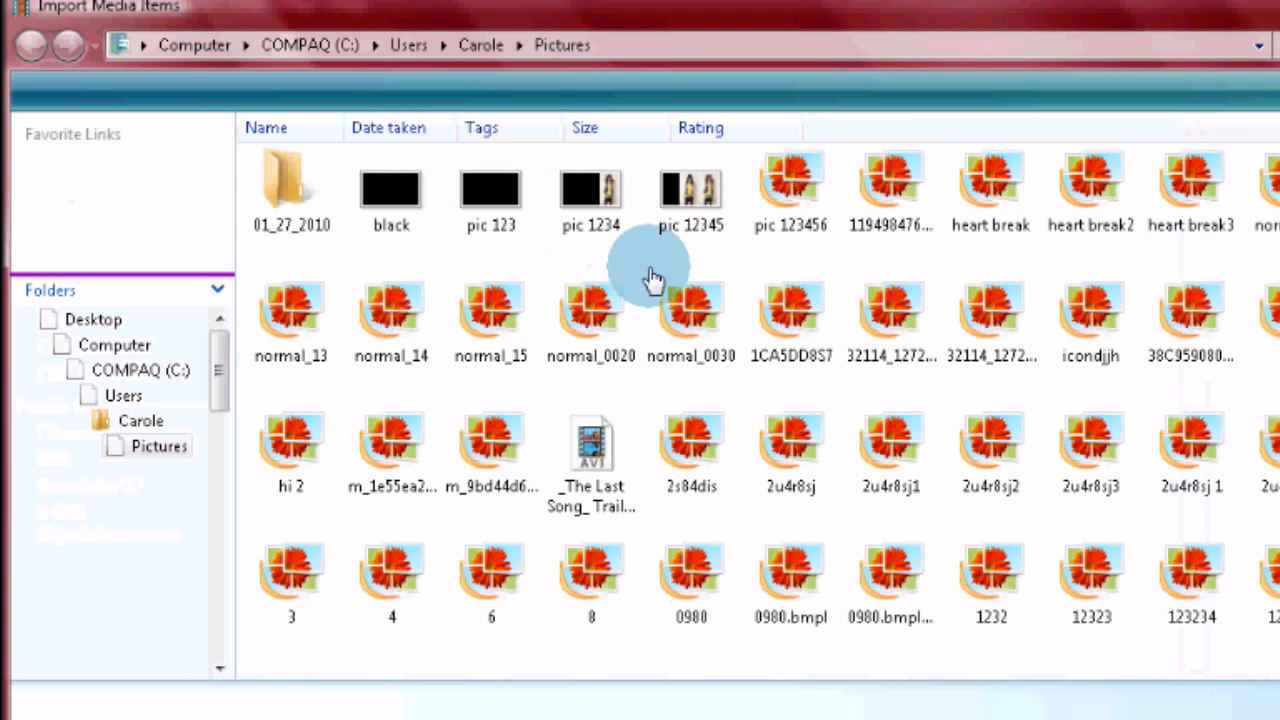 Import Media Items
Computer COMPAQ (C:) Users Carole Pictures
Favorite Links
Name Date taken Tags Size Rating
01_27_2010 black pic 123 pic 1234 pic 12345 pic 123456 119498476... heart break heart break2 heart break3
Folders
Desktop
Computer
COMPAQ (C:)
Users
Carole
Pictures
normal_13 normal_14 normal_15 normal_0020 normal_0030 1CA5DD8S7 32114_1272... 32114_1272... icondjjh 38C959080...
hi 2 m_1e55ea2... m_9bd44d6... _The Last 2s84dis 2u4r8sj 2u4r8sj1 2u4r8sj2 2u4r8sj3 2u4r8sj 1
Song_ Trail...
AVI
3 4 6 8 0980 0980.bmpl 0980.bmpl... 1232 12323 123234